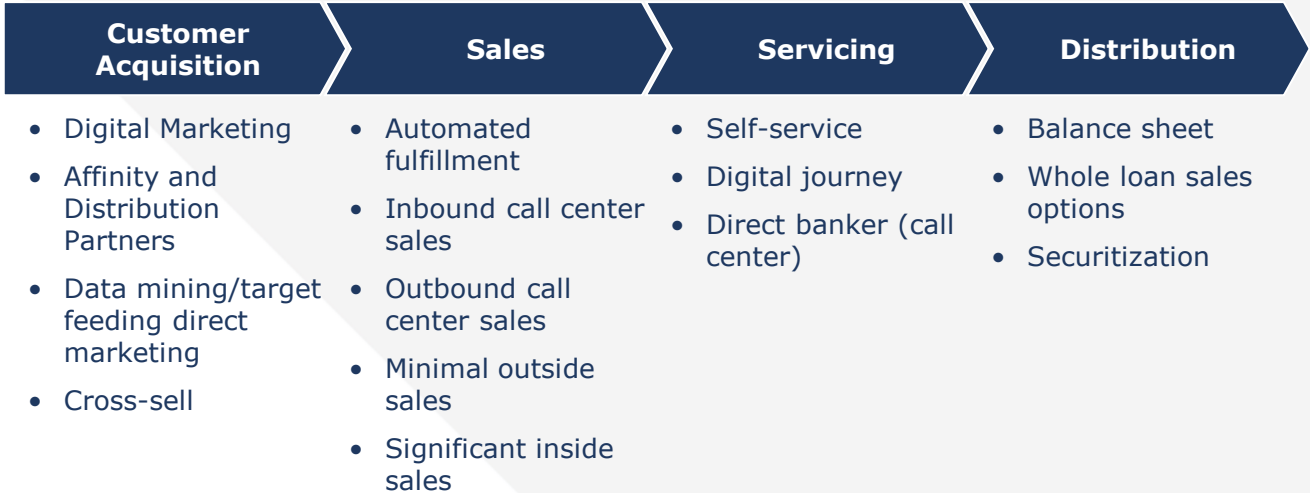 Customer
Acquisition
Sales
Servicing
Distribution
• Digital Marketing
• Affinity and
Distribution
Partners
• Data mining/target
feeding direct
marketing
• Cross-sell
• Automated
fulfillment
• Inbound call center
sales
• Outbound call
center sales
• Minimal outside
sales
• Significant inside
sales
• Self-service
• Digital journey
• Direct banker (call
center)
• Balance sheet
• Whole loan sales
options
• Securitization